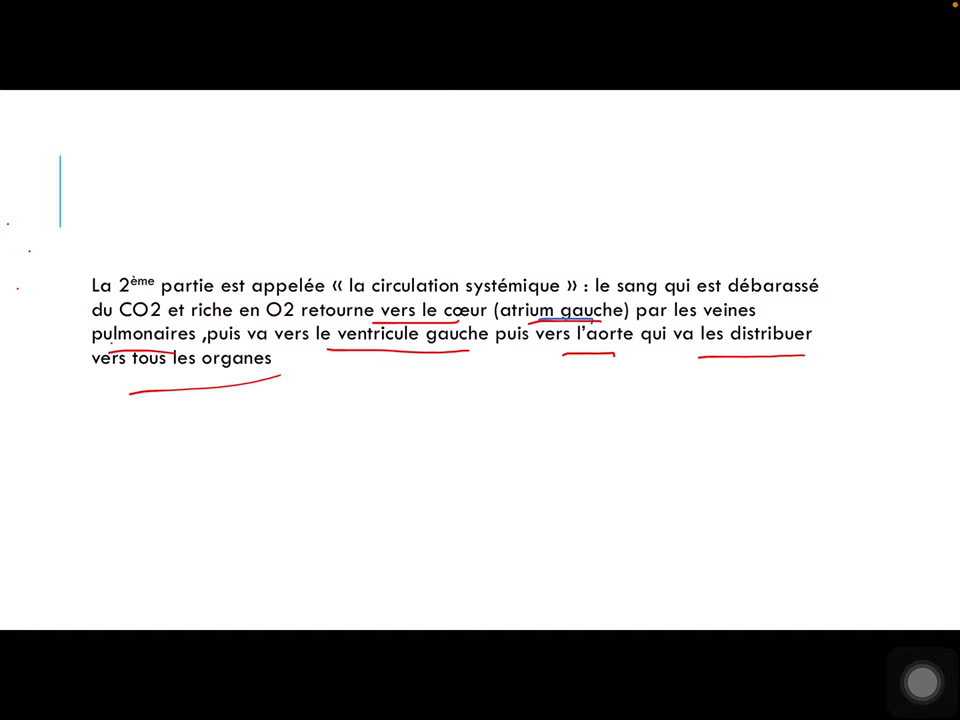 La 2ème partie est appelée « la circulation systémique » : le sang qui est débarassé
du CO2 et riche en O2 retourne vers le cœur (atrium gauche) par les veines
pulmonaires ,puis va vers le ventricule gauche puis vers l'aorte qui va les distribuer
vers tous les organes